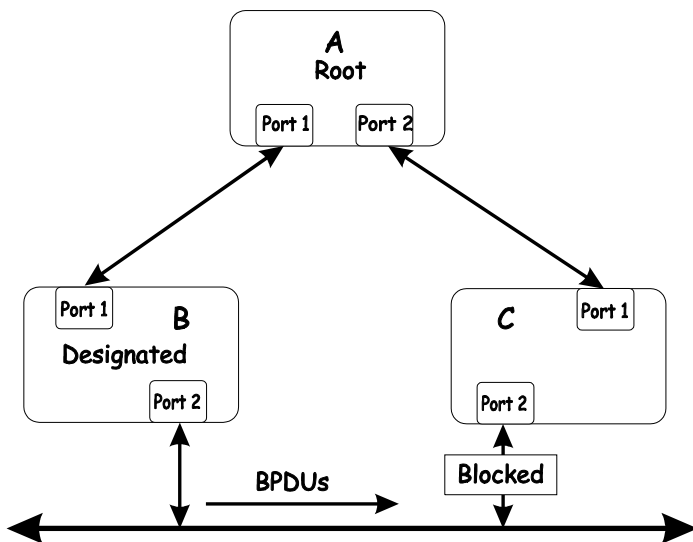 A
Root
Port 1
Port 2
Port 1
B
Designated
Port 2
C
Port 1
Port 2
BPDUs
Blocked